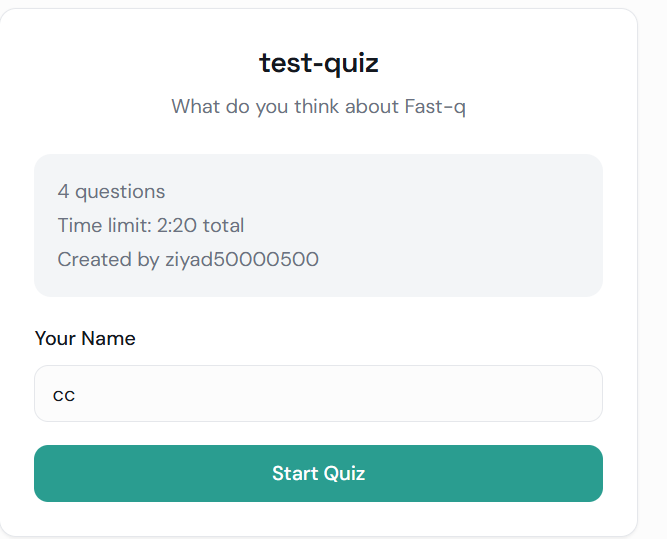 test-quiz
What do you think about Fast-q
4 questions
Time limit: 2:20 total
Created by ziyad50000500
Your Name
cc
Start Quiz